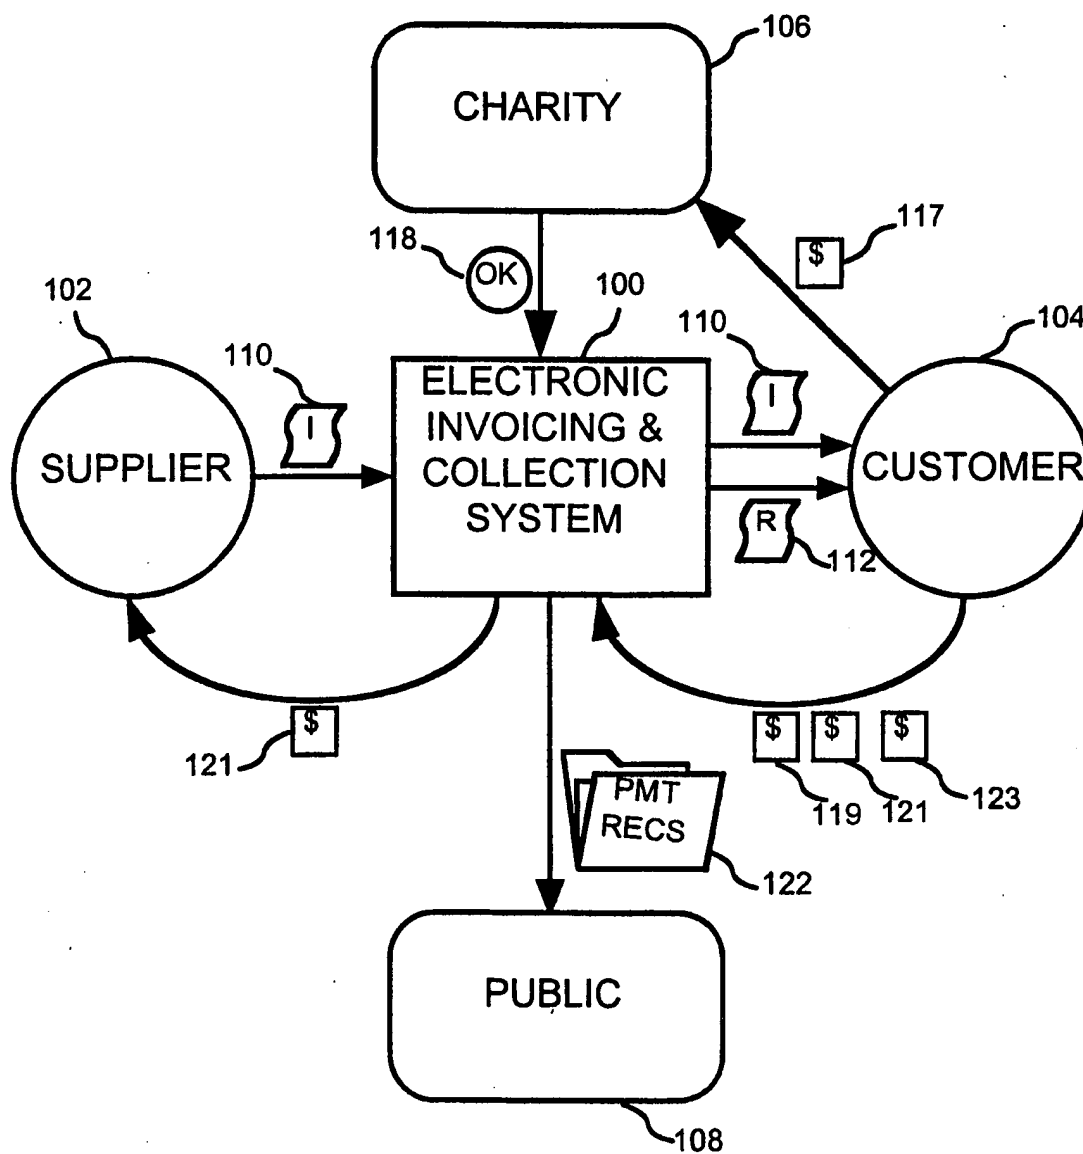 106
CHARITY
117
$
118
OK
102
100
104
110
110
I
I
ELECTRONIC
INVOICING &
COLLECTION
SYSTEM
SUPPLIER
CUSTOMER
R
112
$
121
$ $ $
119 121 123
PMT
RECS
122
PUBLIC
108